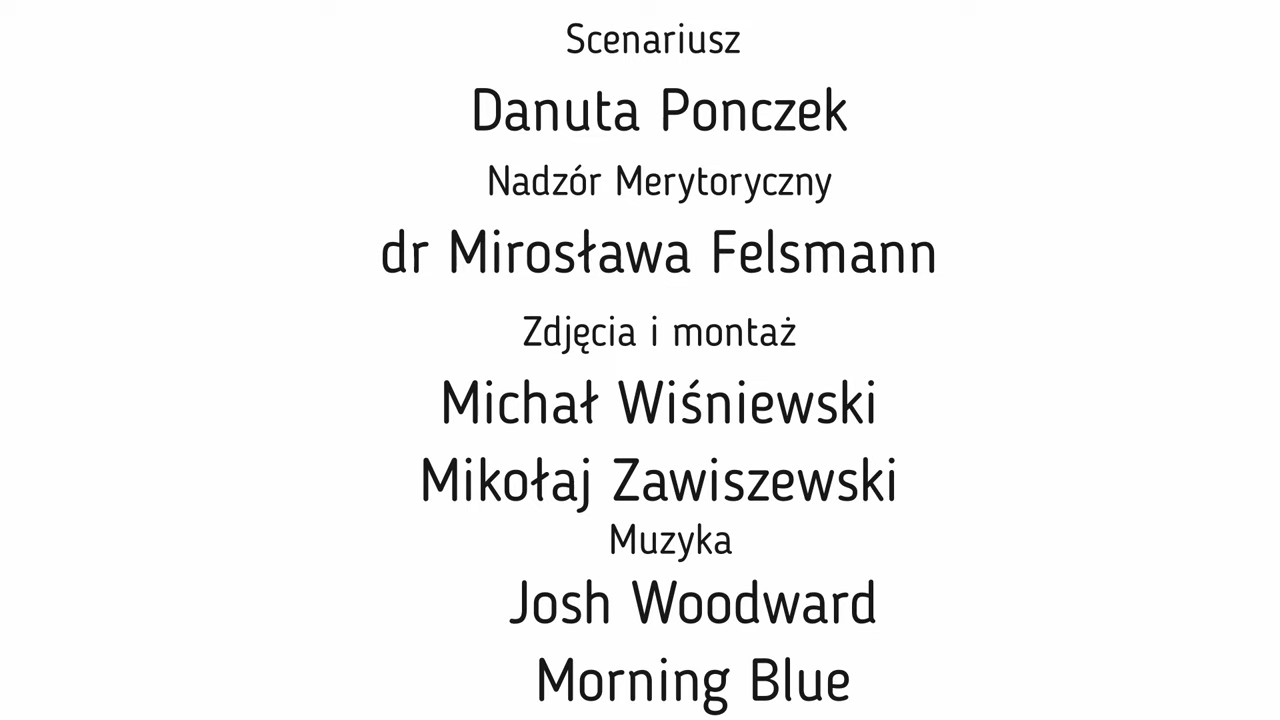 Scenariusz
Danuta Ponczek
Nadzór Merytoryczny
dr Mirosława Felsmann
Zdjęcia i montaż
Michał Wiśniewski
Mikołaj Zawiszewski
Muzyka
Josh Woodward
Morning Blue